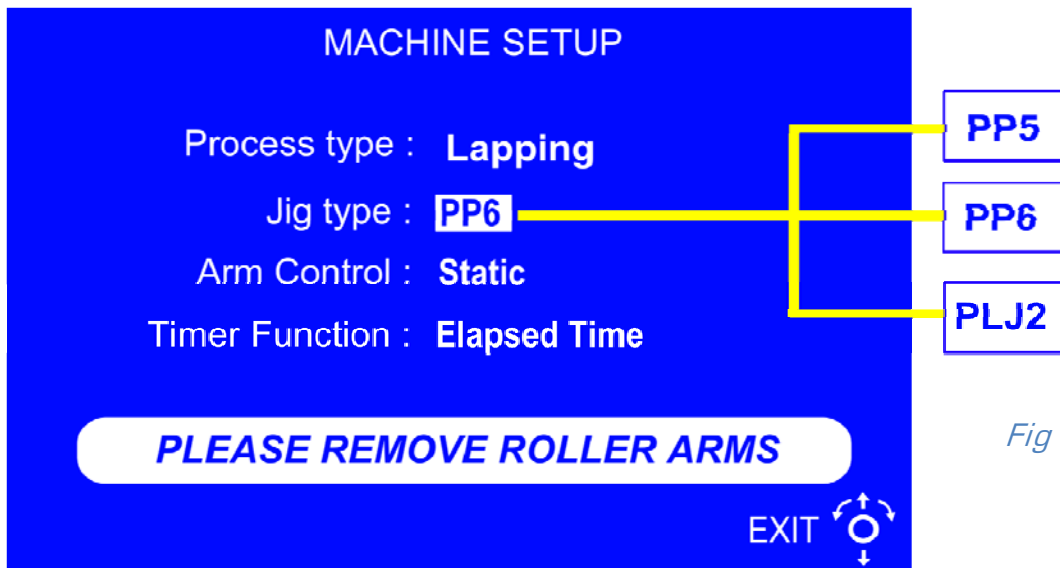 MACHINE SETUP
Process type : Lapping
Jig type : PP6
Arm Control : Static
Timer Function : Elapsed Time
PLEASE REMOVE ROLLER ARMS
EXIT
PP5
PP6
PLJ2
Fig